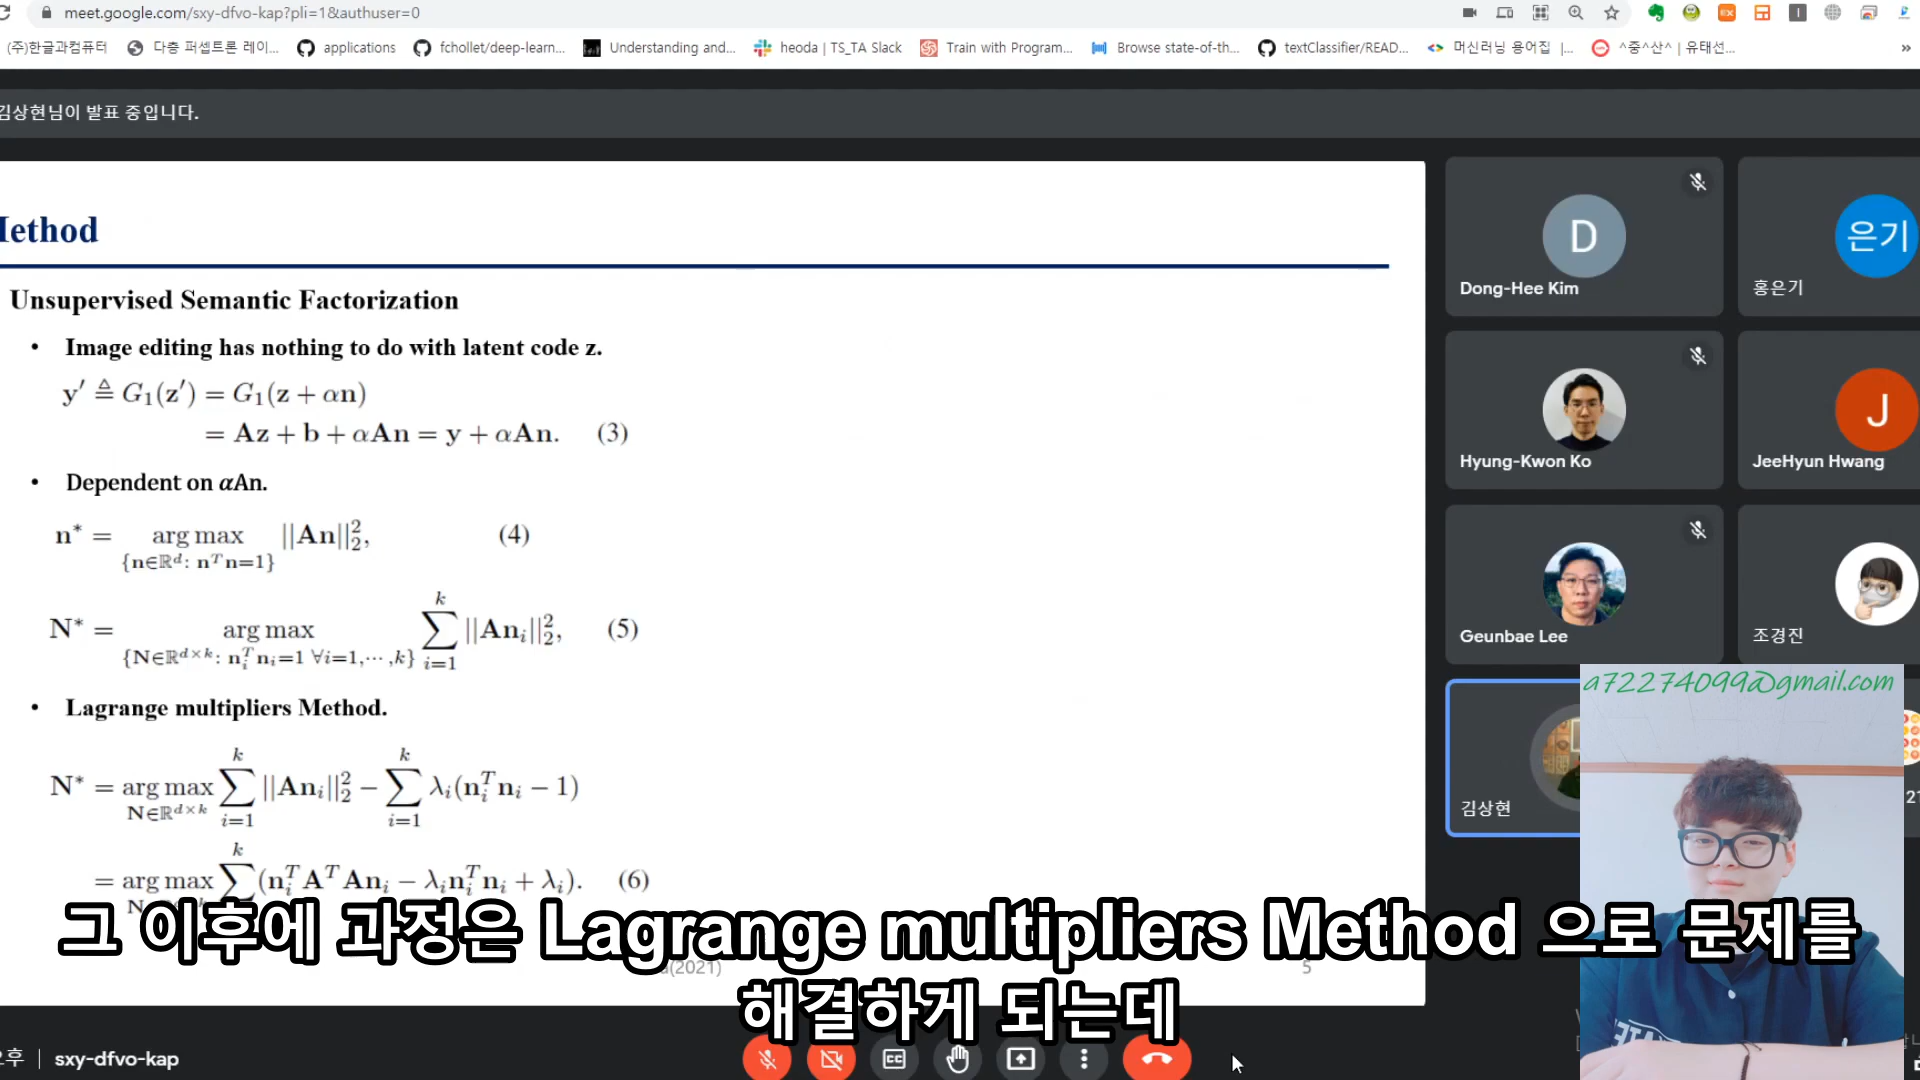 meet.google.com/sxy-dfvo-kap?pli=1&authuser=0
(주)한글과컴퓨터 다층 퍼셉트론 레이... applications fchollet/deep-learn... Understanding and... heoda | TS_TA Slack Train with Program... Browse state-of-th... textClassifier/READ... 머신러닝 용어집 |... ^중^산^ | 유태선... »
김상현님이 발표 중입니다.
Method
Unsupervised Semantic Factorization
• Image editing has nothing to do with latent code z.
y′ ≜ G₁(z′) = G₁(z + αn)
= Az + b + αAn = y + αAn. (3)
• Dependent on αAn.
n* = arg max ||An||₂², (4)
{n∈ℝᵈ: nᵀn=1}
k
N* = arg max ∑ ||Anᵢ||₂², (5)
{N∈ℝᵈˣᵏ: nᵢᵀnᵢ=1 ∀i=1,⋯,k} i=1
• Lagrange multipliers Method.
k k
N* = arg max ∑ ||Anᵢ||₂² − ∑ λᵢ(nᵢᵀnᵢ − 1)
N∈ℝᵈˣᵏ i=1 i=1
k
= arg max ∑ (nᵢᵀAᵀAnᵢ − λᵢnᵢᵀnᵢ + λᵢ). (6)
(2021) 5
D
Dong-Hee Kim
은기
홍은기
Hyung-Kwon Ko
J
JeeHyun Hwang
Geunbae Lee
조경진
김상현
a72274099@gmail.com
그 이후에 과정은 Lagrange multipliers Method 으로 문제를
해결하게 되는데
오후 | sxy-dfvo-kap